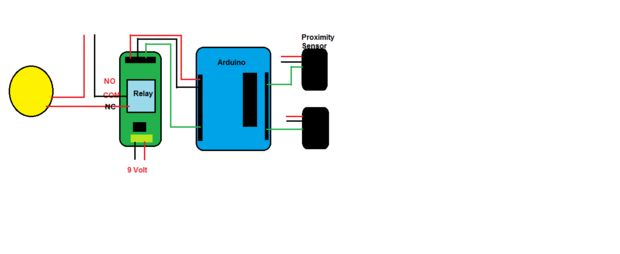 Proximity
Sensor
Arduino
NO
COM
Relay
NC
9 Volt